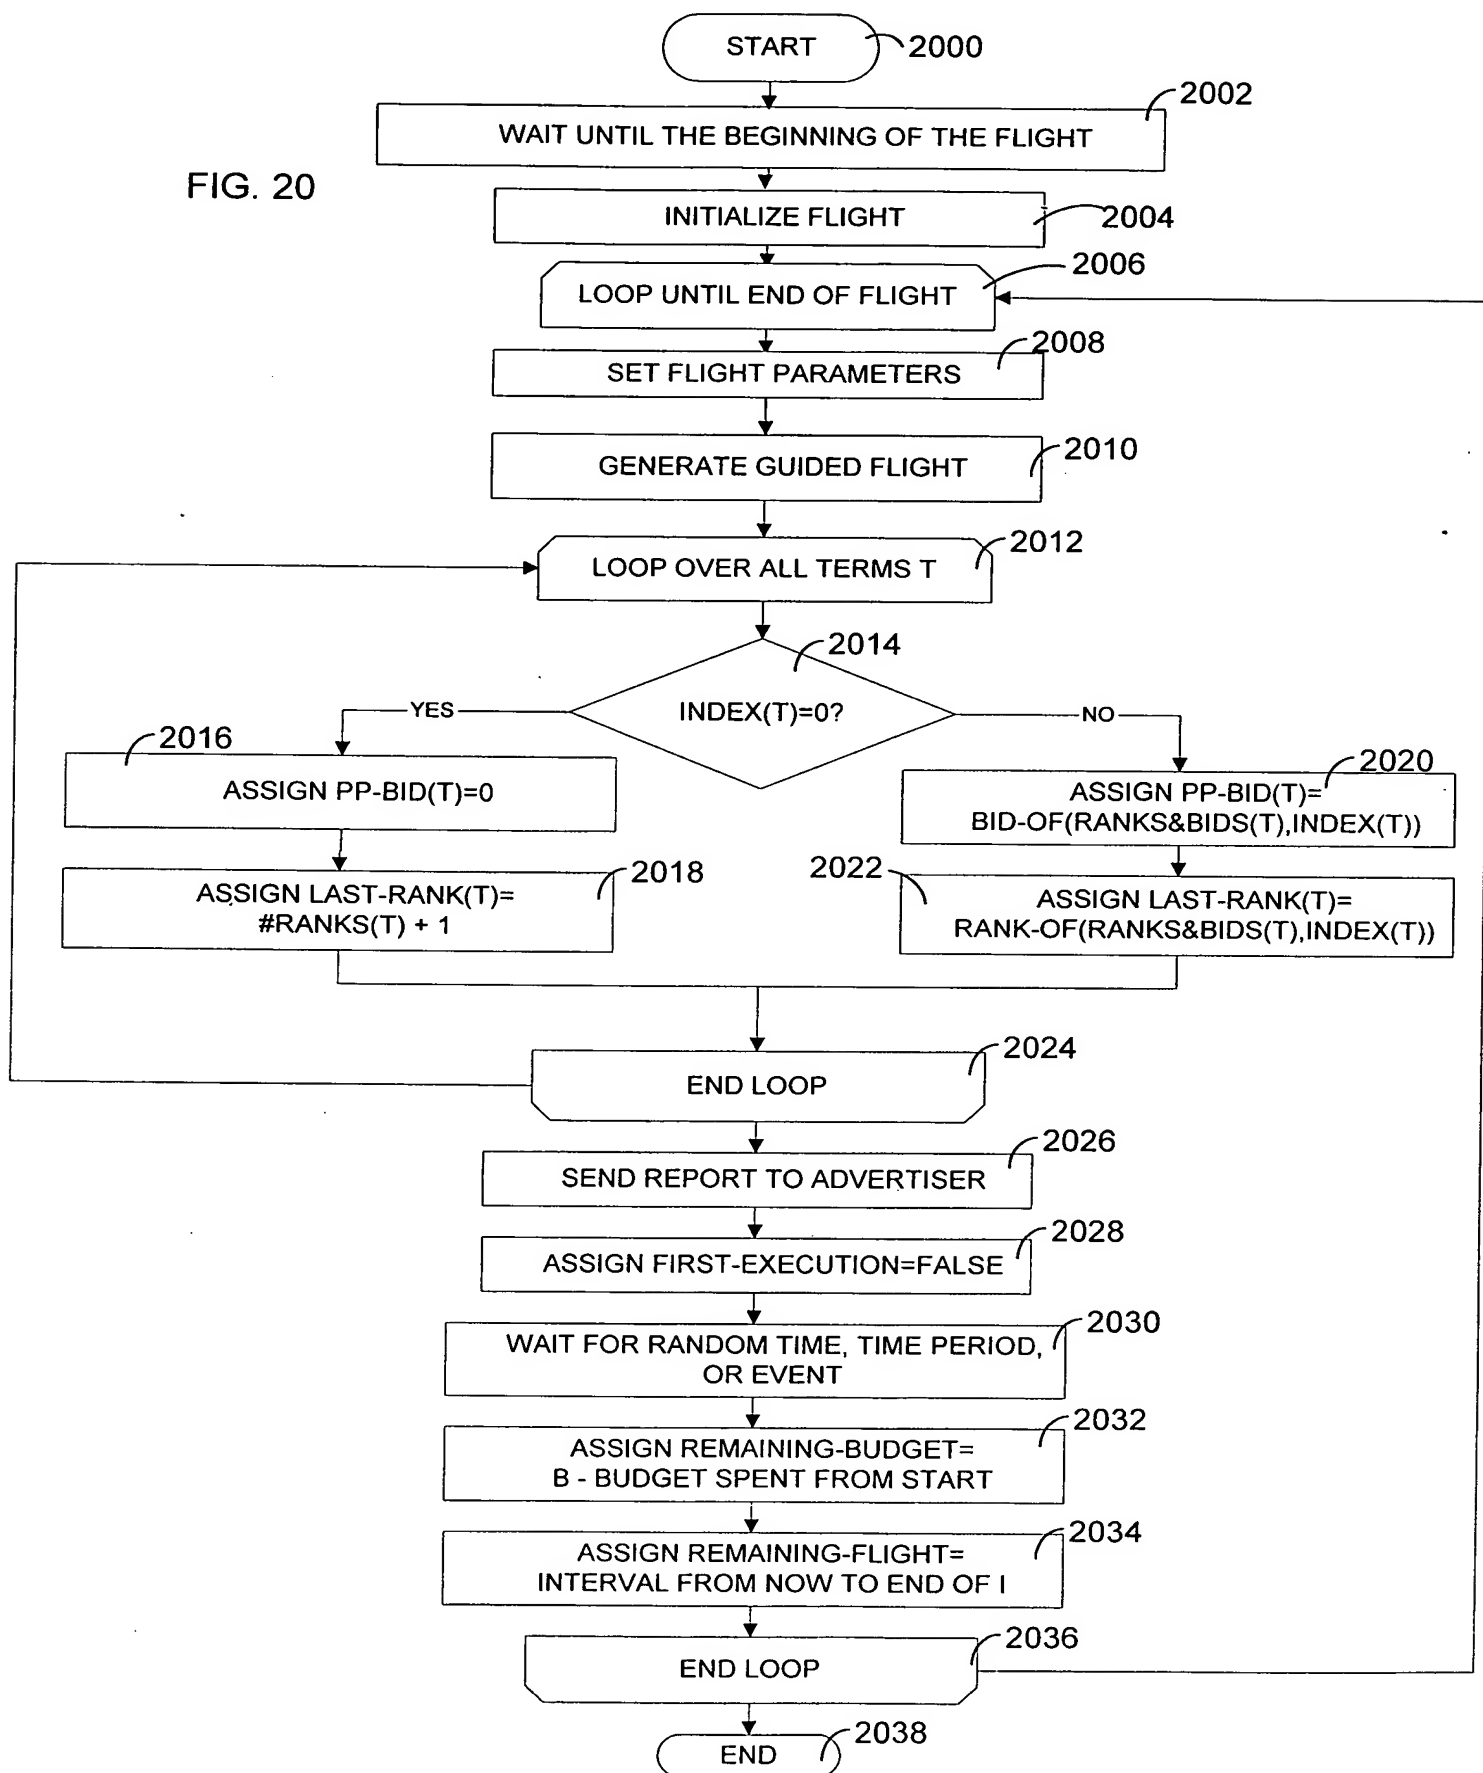 START
2000
2002
WAIT UNTIL THE BEGINNING OF THE FLIGHT
FIG. 20
INITIALIZE FLIGHT
2004
2006
LOOP UNTIL END OF FLIGHT
2008
SET FLIGHT PARAMETERS
2010
GENERATE GUIDED FLIGHT
2012
LOOP OVER ALL TERMS T
2014
INDEX(T)=0?
YES
NO
2016
ASSIGN PP-BID(T)=0
2020
ASSIGN PP-BID(T)=
BID-OF(RANKS&BIDS(T),INDEX(T))
2018
ASSIGN LAST-RANK(T)=
#RANKS(T) + 1
2022
ASSIGN LAST-RANK(T)=
RANK-OF(RANKS&BIDS(T),INDEX(T))
2024
END LOOP
2026
SEND REPORT TO ADVERTISER
2028
ASSIGN FIRST-EXECUTION=FALSE
2030
WAIT FOR RANDOM TIME, TIME PERIOD,
OR EVENT
2032
ASSIGN REMAINING-BUDGET=
B - BUDGET SPENT FROM START
2034
ASSIGN REMAINING-FLIGHT=
INTERVAL FROM NOW TO END OF I
2036
END LOOP
2038
END